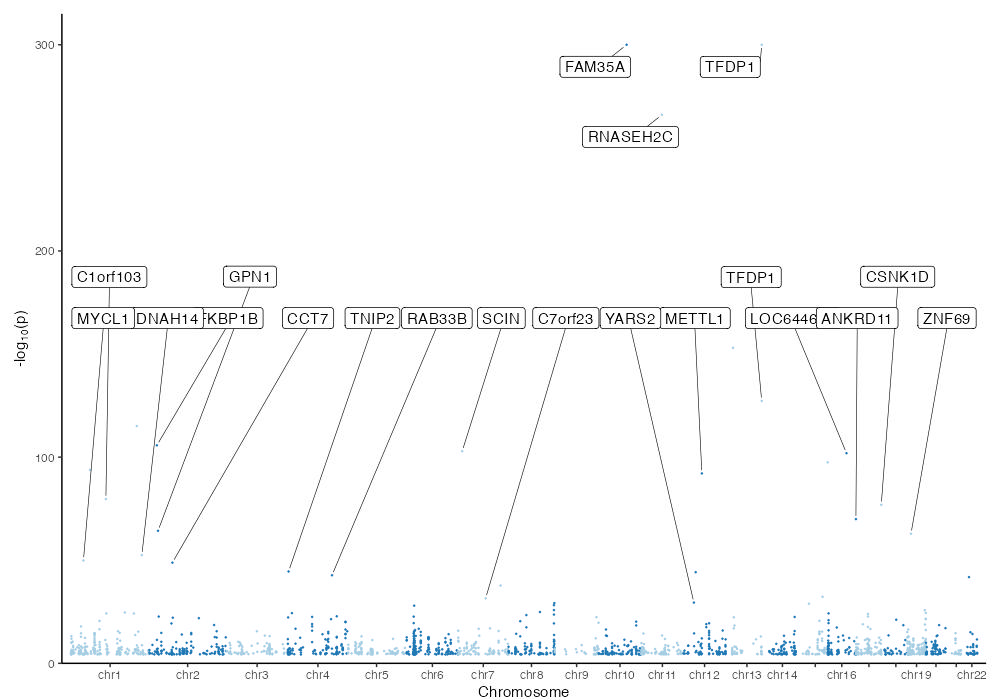 300
FAM35A
TFDP1
RNASEH2C
200
C1orf103
GPN1
TFDP1
CSNK1D
MYCL1
DNAH14
FKBP1B
CCT7
TNIP2
RAB33B
SCIN
C7orf23
YARS2
METTL1
LOC6446
ANKRD11
ZNF69
-log10(p)
100
0
chr1
chr2
chr3
chr4
chr5
chr6
chr7
chr8
chr9
chr10
chr11
chr12
chr13
chr14
chr16
chr19
chr22
Chromosome